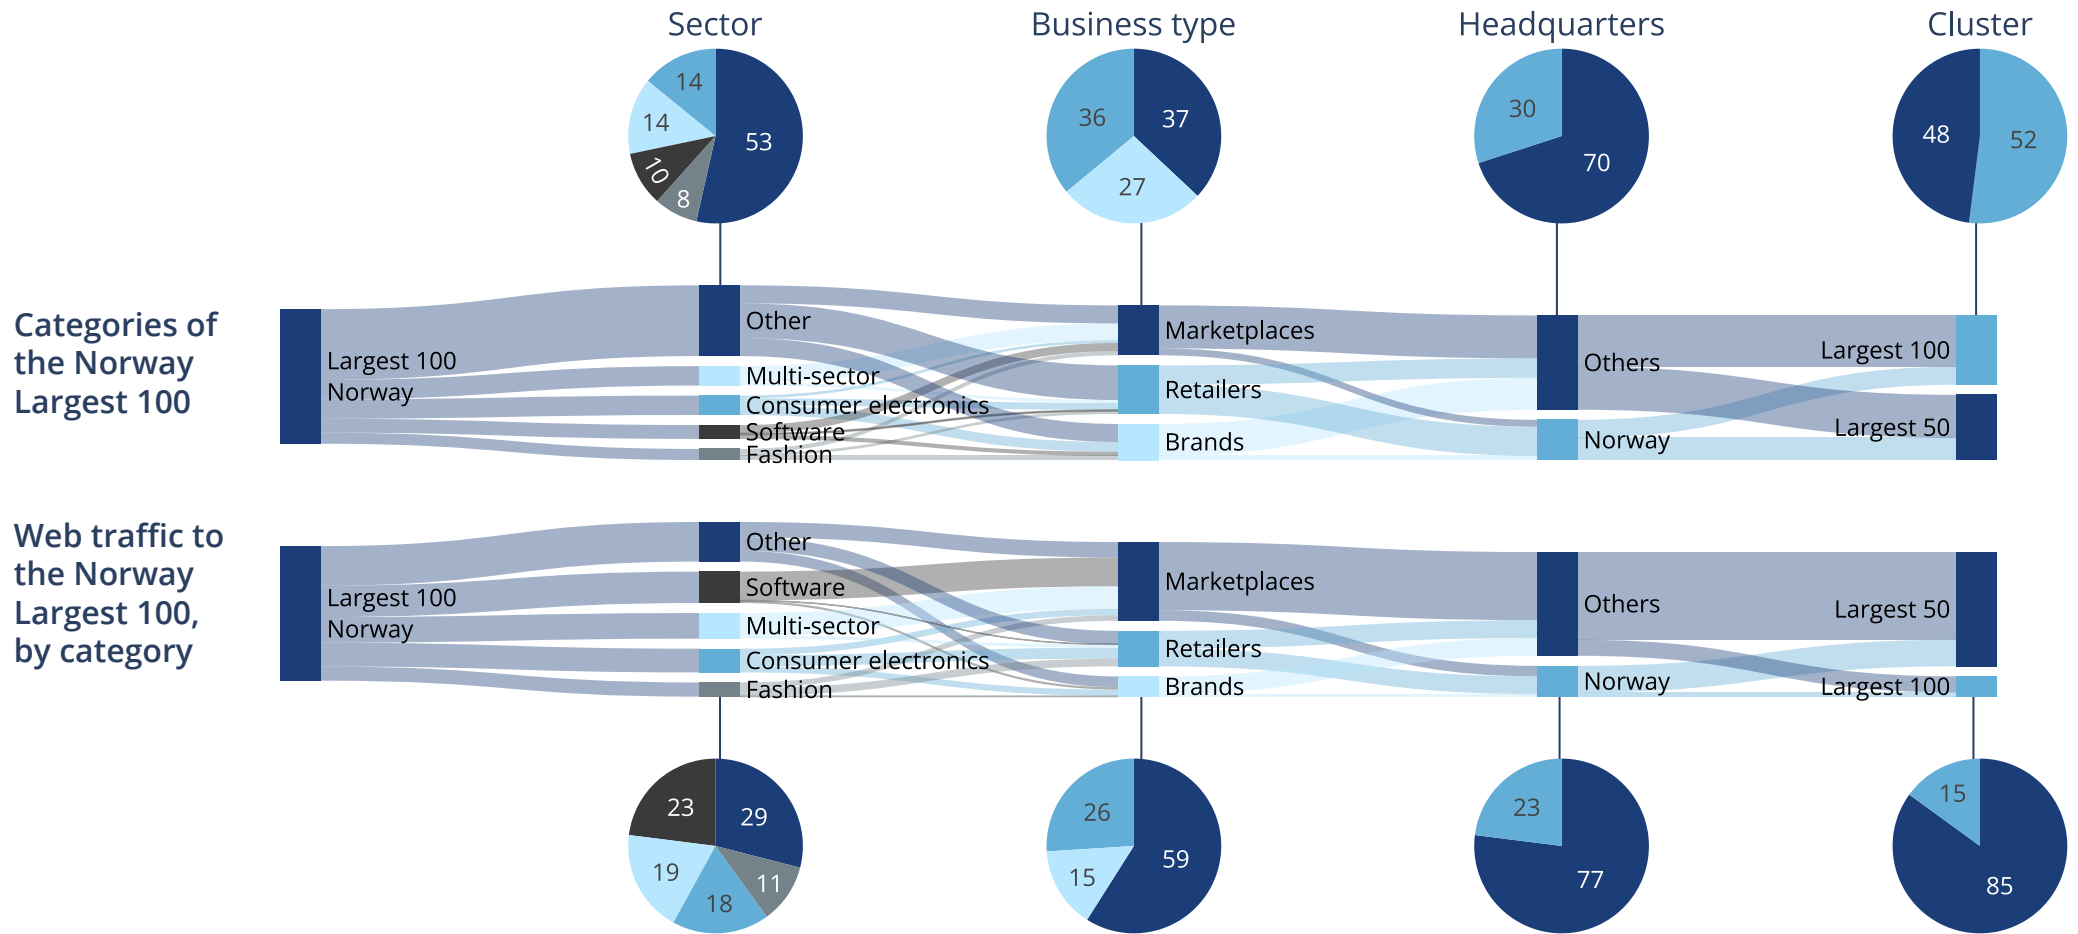 Sector
Business type
Headquarters
Cluster
14
53
14
10
8
36
37
27
30
70
48
52
Categories of
the Norway
Largest 100
Largest 100
Norway
Other
Multi-sector
Consumer electronics
Software
Fashion
Marketplaces
Retailers
Brands
Others
Norway
Largest 100
Largest 50
Web traffic to
the Norway
Largest 100,
by category
Largest 100
Norway
Other
Software
Multi-sector
Consumer electronics
Fashion
Marketplaces
Retailers
Brands
Others
Norway
Largest 50
Largest 100
23
29
19
11
18
26
59
15
23
77
15
85